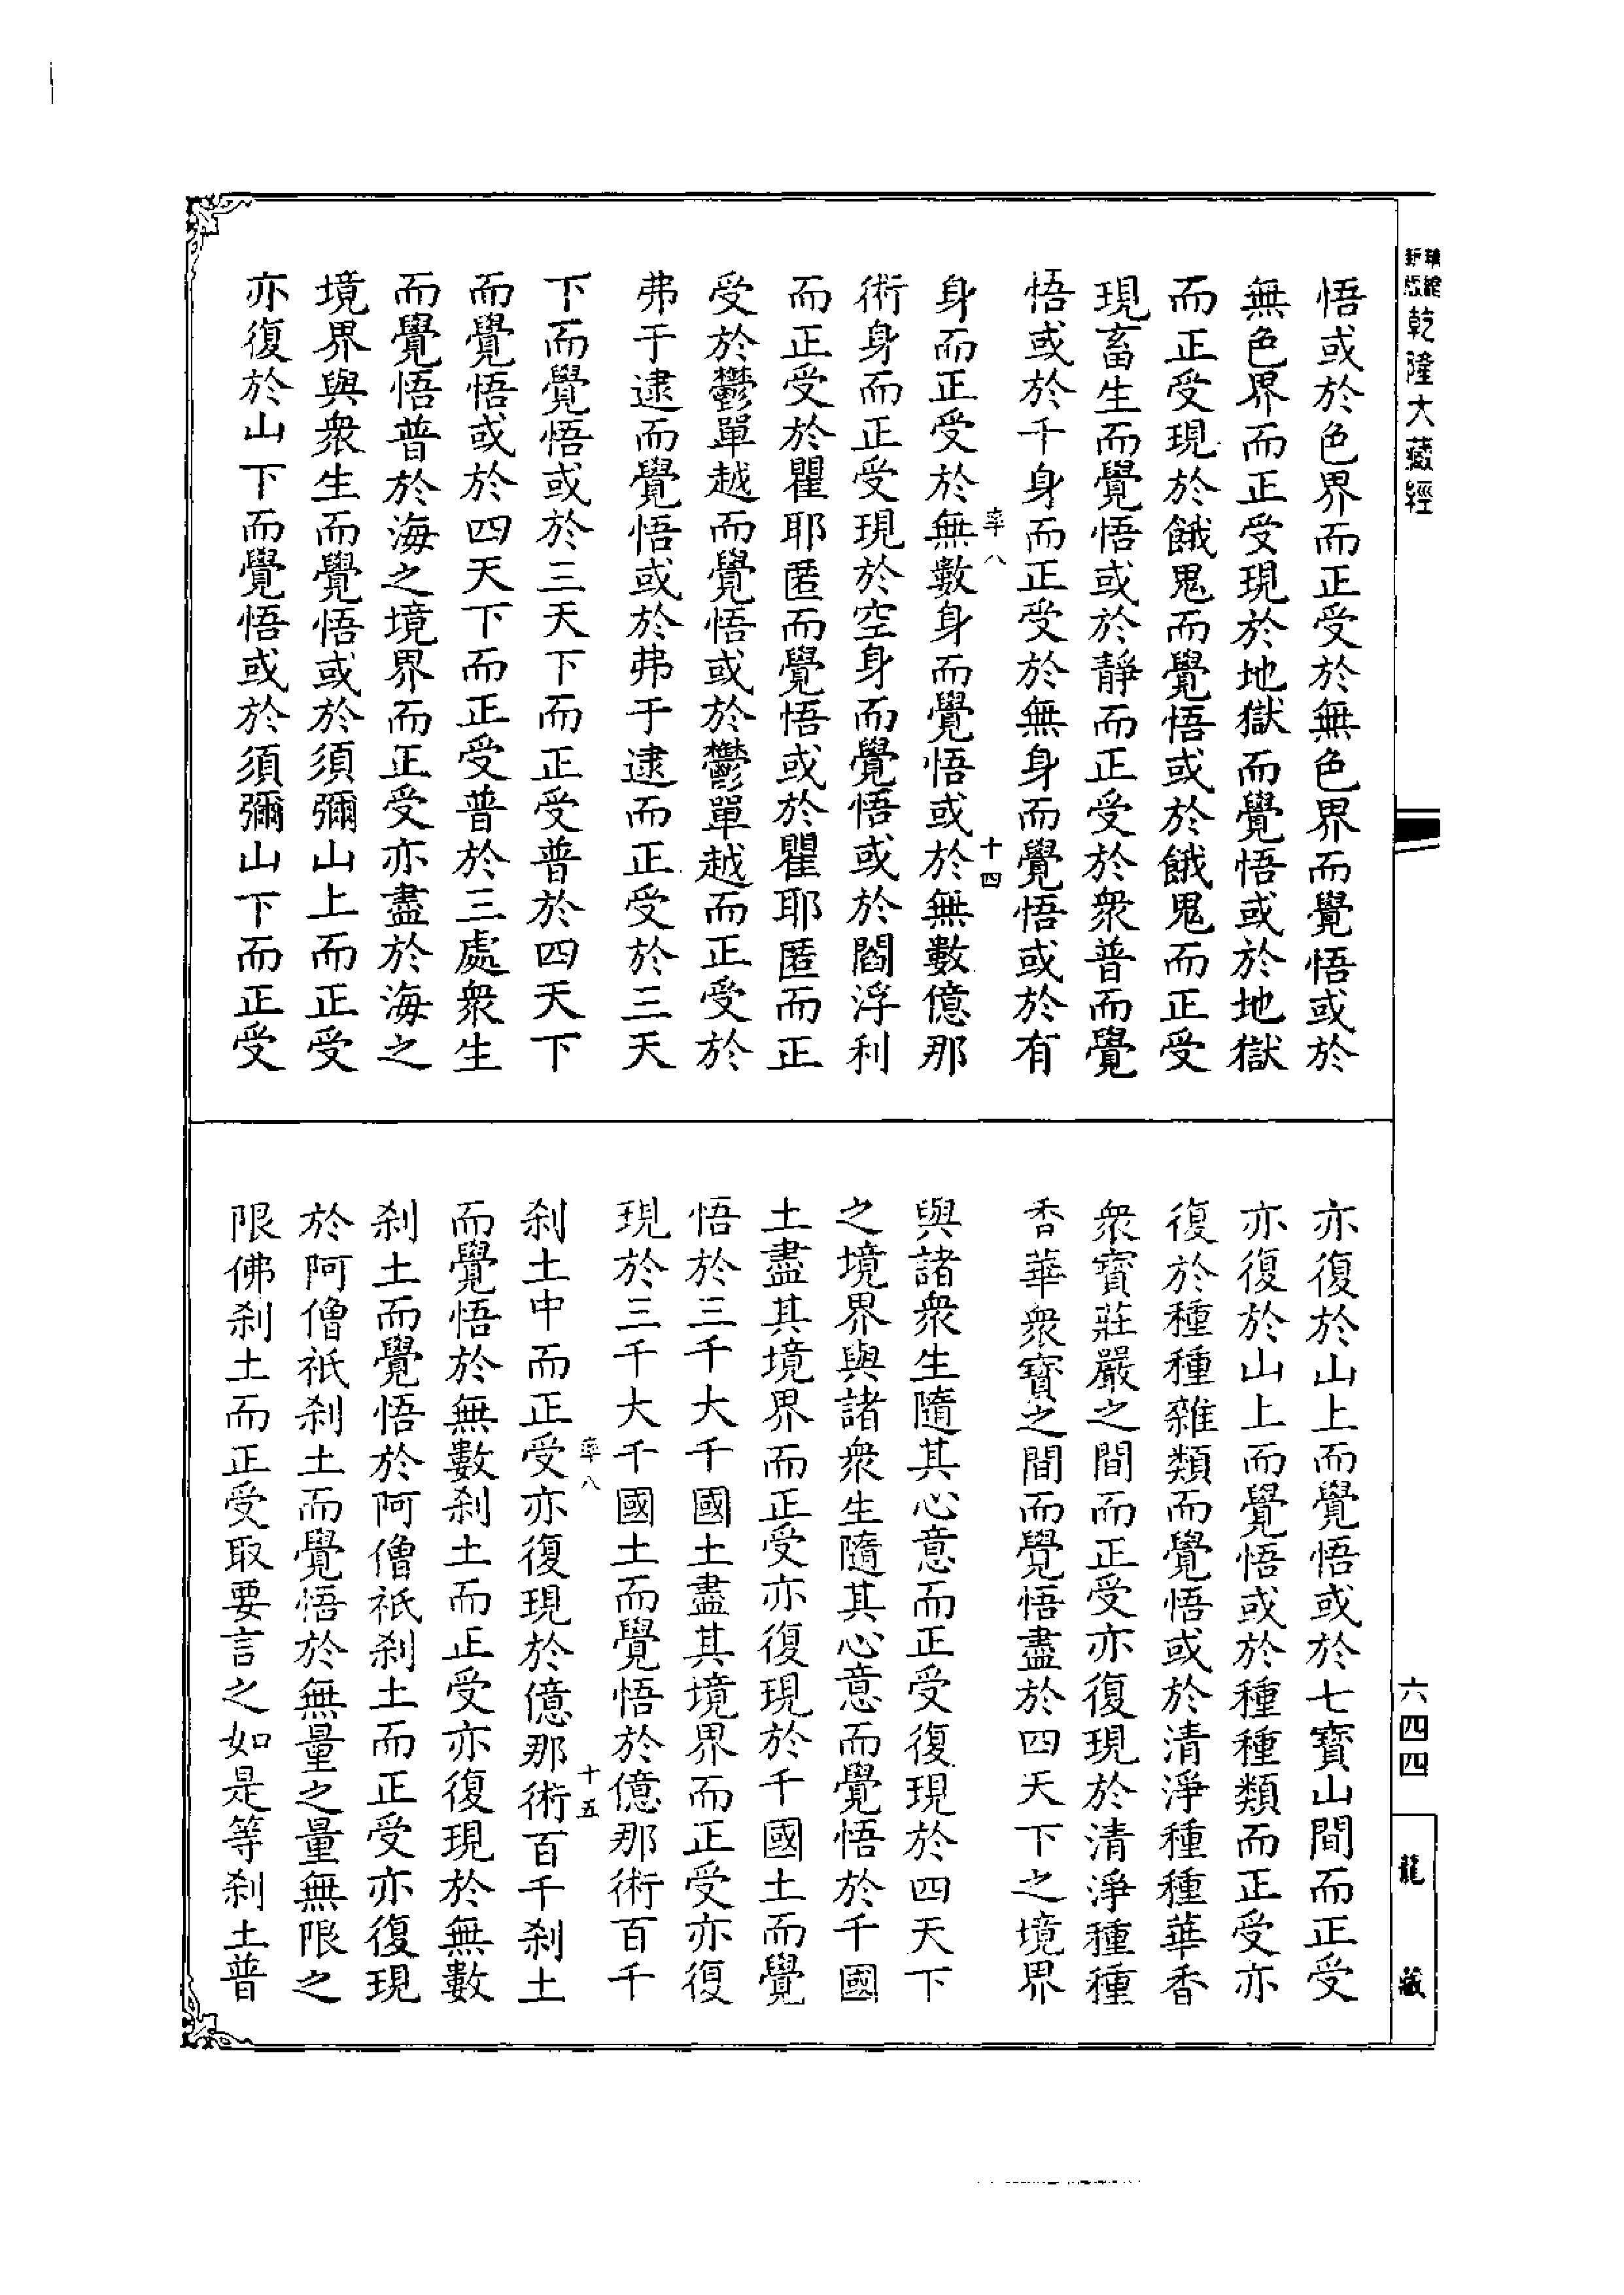 乾隆大藏經
悟或於色界而正受於無色界而覺悟或於
無色界而正受現於地獄而覺悟或於地獄
而正受現於餓鬼而覺悟或於餓鬼而正受
現畜生而覺悟或於靜而正受於衆普而覺
悟或於千身而正受於無身而覺悟或於有
率八
十四
身而正受於無數身而覺悟或於無數億那
術身而正受現於空身而覺悟或於閻浮利
而正受於瞿耶匿而覺悟或於瞿耶匿而正
受於鬱單越而覺悟或於鬱單越而正受於
弗于逮而覺悟或於弗于逮而正受於三天
下而覺悟或於三天下而正受普於四天下
而覺悟或於四天下而正受普於三處衆生
而覺悟普於海之境界而正受亦盡於海之
境界與衆生而覺悟或於須彌山上而正受
亦復於山下而覺悟或於須彌山下而正受
亦復於山上而覺悟或於七寶山間而正受
亦復於山上而覺悟或於種種類而正受亦
復於種種雜類而覺悟或於清淨種種華香
衆寶莊嚴之間而正受亦復現於清淨種種
香華衆寶之間而覺悟盡於四天下之境界
與諸衆生隨其心意而正受復現於四天下
之境界與諸衆生隨其心意而覺悟於千國
土盡其境界而正受亦復現於千國土而覺
悟於三千大千國土盡其境界而正受亦復
現於三千大千國土而覺悟於億那術百千
率八
十五
刹土中而正受亦復現於億那術百千刹土
而覺悟於無數刹土而正受亦復現於無數
刹土而覺悟於阿僧祇刹土而正受亦復現
於阿僧祇刹土而覺悟於無量之量無限之
限佛刹土而正受取要言之如是等刹土普
六四四
龍藏